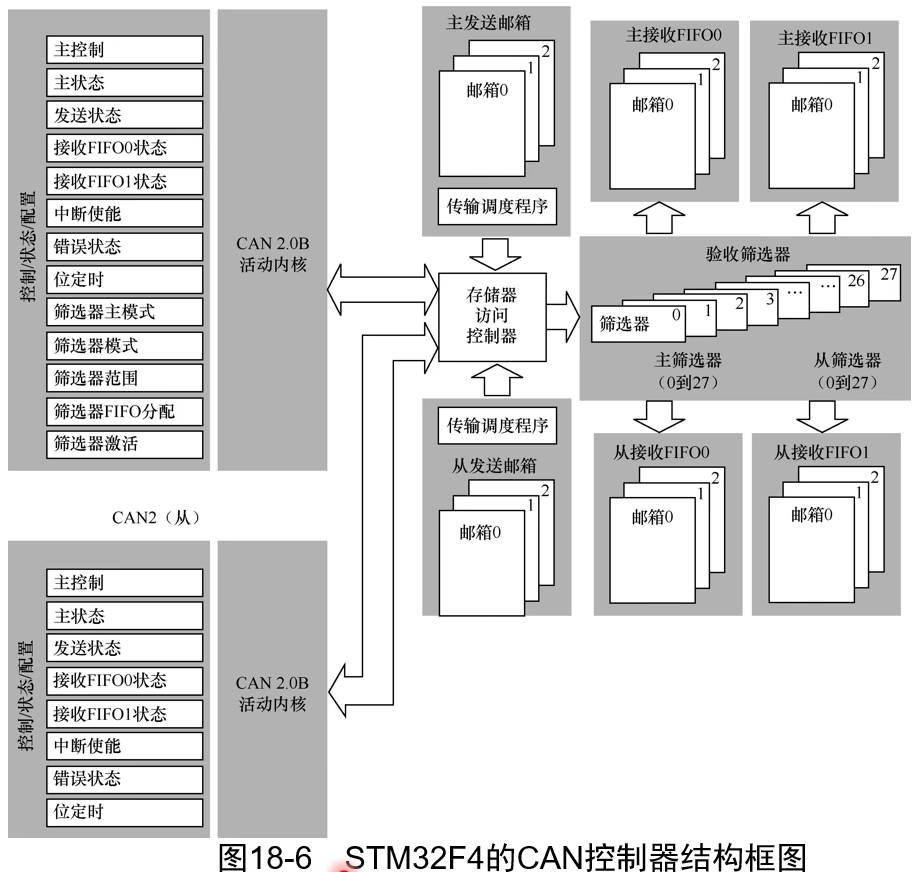 控制/状态/配置
主控制
主状态
发送状态
接收FIFO0状态
接收FIFO1状态
中断使能
错误状态
位定时
筛选器主模式
筛选器模式
筛选器范围
筛选器FIFO分配
筛选器激活
CAN 2.0B
活动内核
主发送邮箱
2
1
邮箱0
传输调度程序
主接收FIFO0
2
1
邮箱0
主接收FIFO1
2
1
邮箱0
存储器
访问
控制器
验收筛选器
筛选器 0
1
2
3
...
...
26
27
主筛选器
（0到27）
从筛选器
（0到27）
传输调度程序
从发送邮箱
2
1
邮箱0
从接收FIFO0
2
1
邮箱0
从接收FIFO1
2
1
邮箱0
CAN2（从）
控制/状态/配置
主控制
主状态
发送状态
接收FIFO0状态
接收FIFO1状态
中断使能
错误状态
位定时
CAN 2.0B
活动内核
图18-6 STM32F4的CAN控制器结构框图